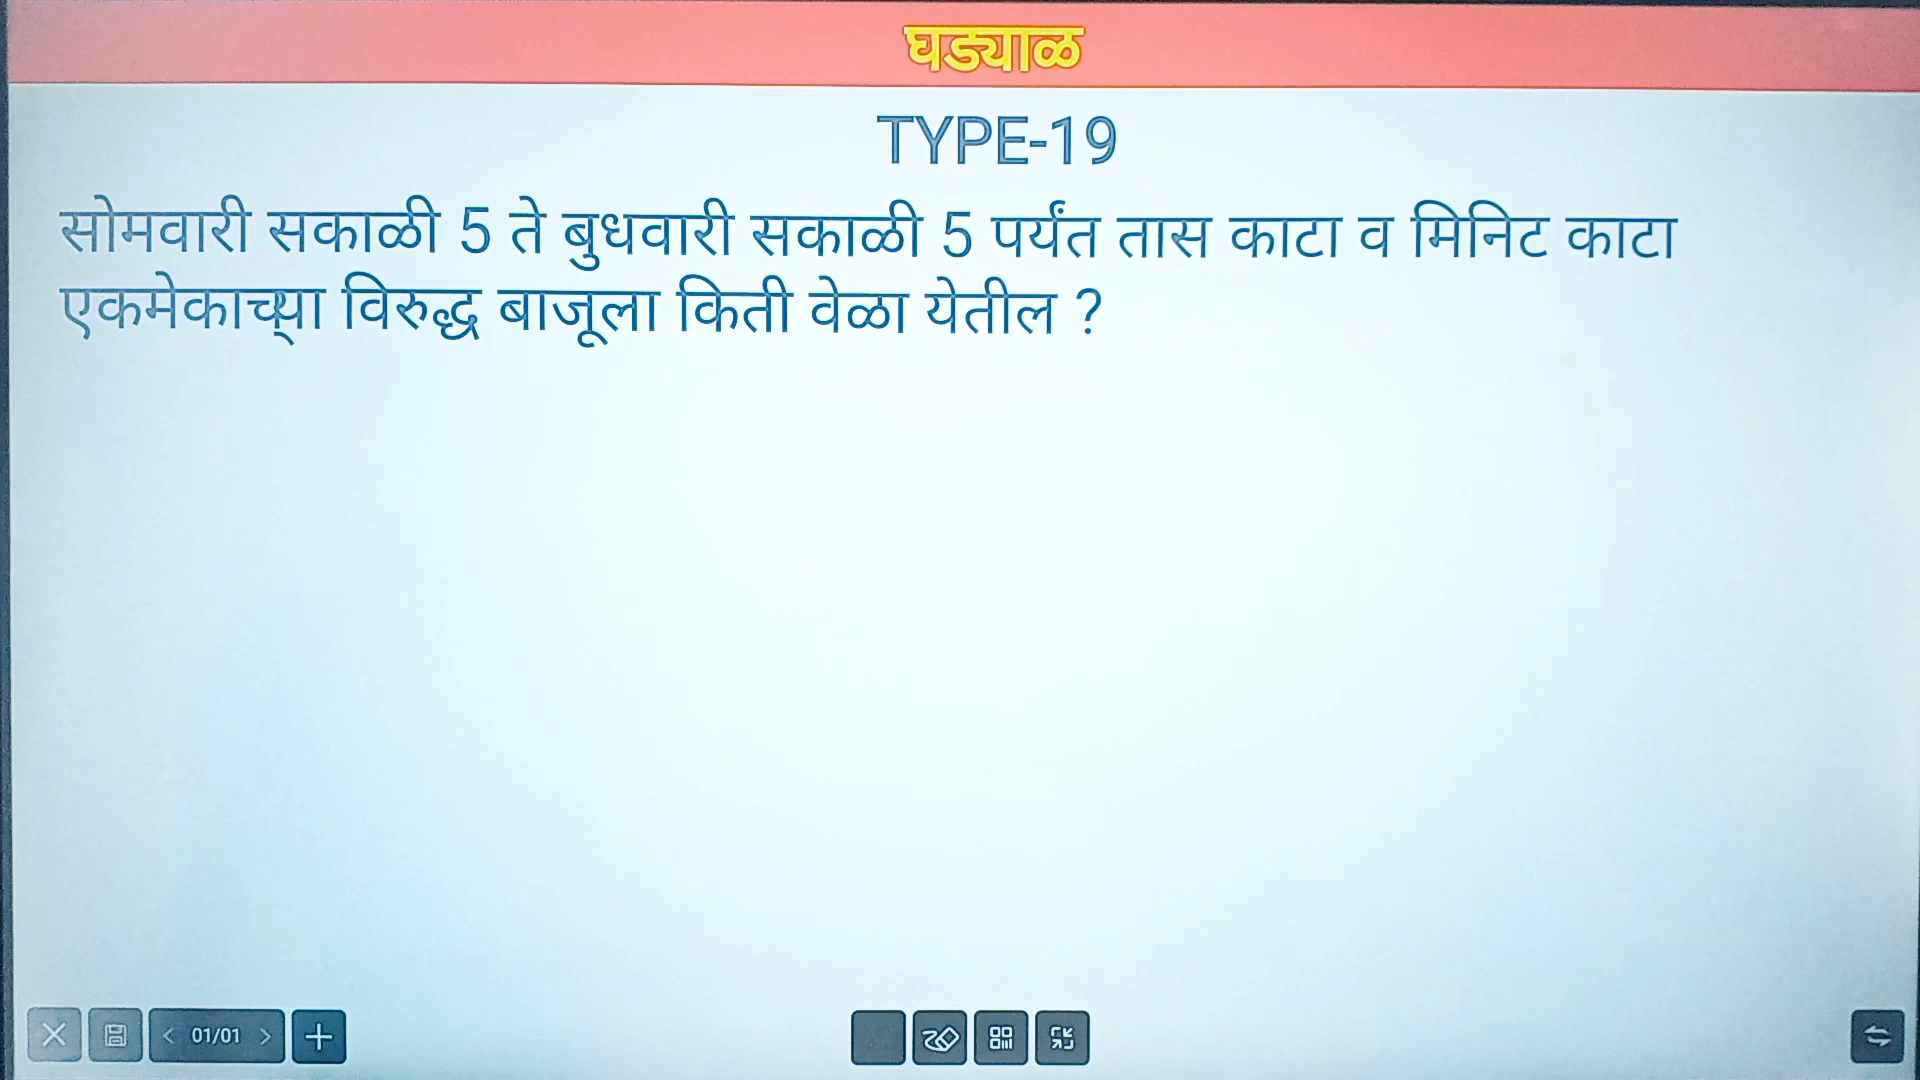 घड्याळ
TYPE-19
सोमवारी सकाळी 5 ते बुधवारी सकाळी 5 पर्यंत तास काटा व मिनिट काटा
एकमेकाच्या विरुद्ध बाजूला किती वेळा येतील ?
01/01